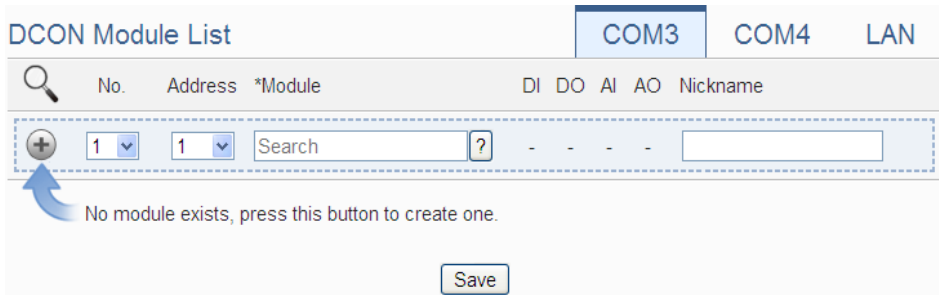 DCON Module List COM3 COM4 LAN
No. Address *Module DI DO AI AO Nickname
1 1 Search ? - - - -
No module exists, press this button to create one.
Save